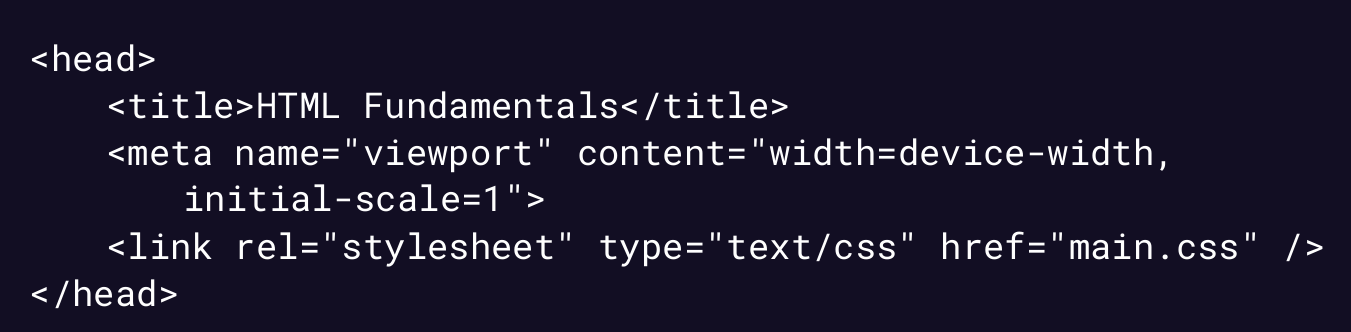 <head>
    <title>HTML Fundamentals</title>
    <meta name="viewport" content="width=device-width,
        initial-scale=1">
    <link rel="stylesheet" type="text/css" href="main.css" />
</head>